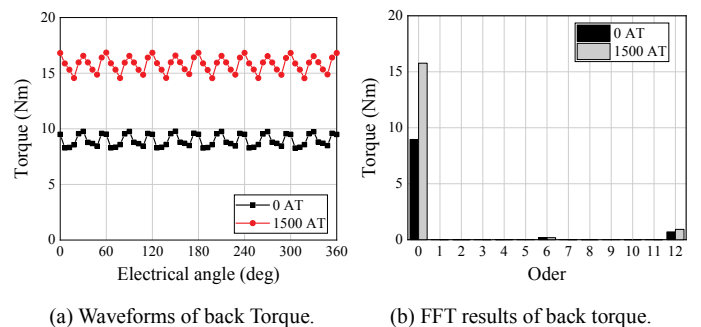 20
15
10
5
0
Torque (Nm)
0 AT
1500 AT
0 60 120 180 240 300 360
Electrical angle (deg)
(a) Waveforms of back Torque.
20
15
10
5
0
Torque (Nm)
0 AT
1500 AT
0 1 2 3 4 5 6 7 8 9 10 11 12
Oder
(b) FFT results of back torque.